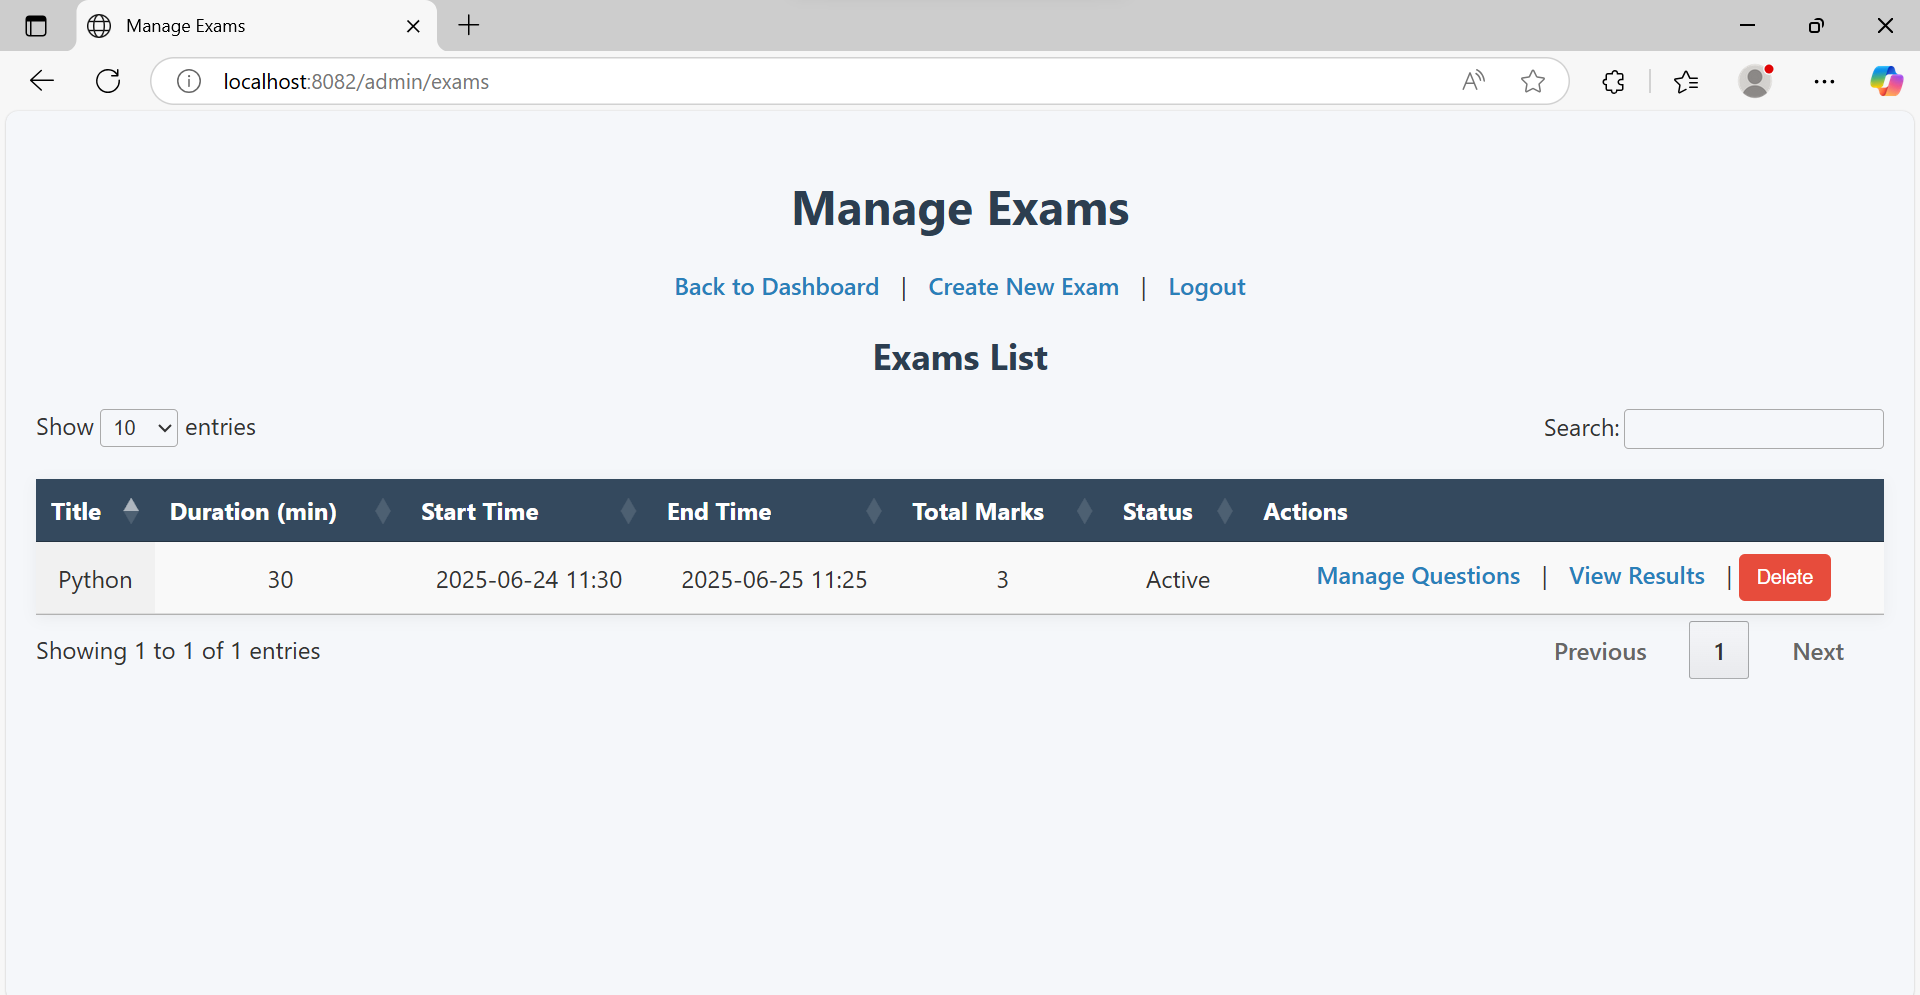 Manage Exams
localhost:8082/admin/exams
Manage Exams
Back to Dashboard | Create New Exam | Logout
Exams List
Show 10 entries
Search:
Title Duration (min) Start Time End Time Total Marks Status Actions
Python 30 2025-06-24 11:30 2025-06-25 11:25 3 Active Manage Questions | View Results | Delete
Showing 1 to 1 of 1 entries
Previous 1 Next